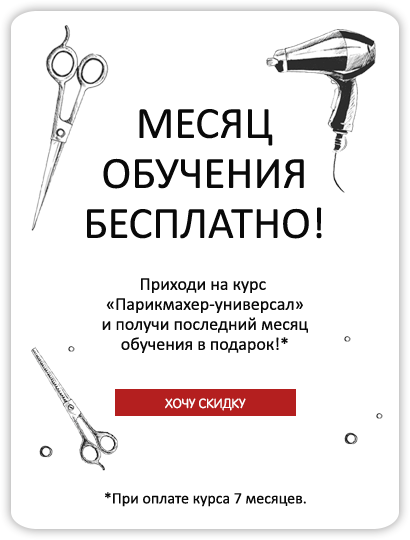 МЕСЯЦ
ОБУЧЕНИЯ
БЕСПЛАТНО!
Приходи на курс
«Парикмахер-универсал»
и получи последний месяц
обучения в подарок!*
ХОЧУ СКИДКУ
*При оплате курса 7 месяцев.